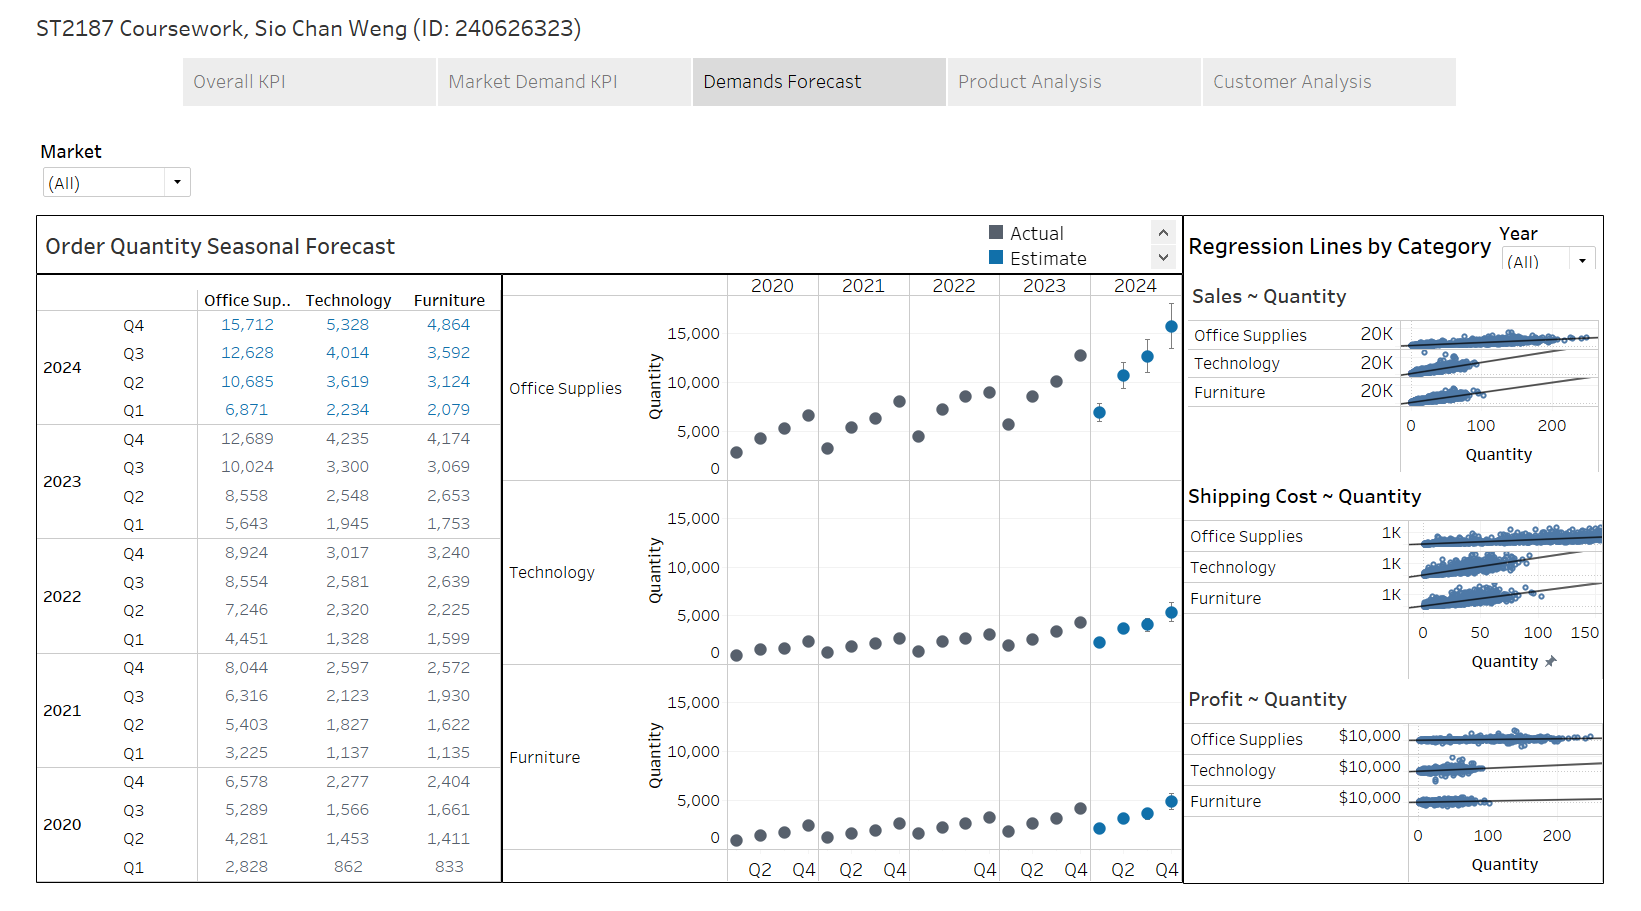 ST2187 Coursework, Sio Chan Weng (ID: 240626323)
Overall KPI Market Demand KPI Demands Forecast Product Analysis Customer Analysis
Market
(All)
Order Quantity Seasonal Forecast
Actual
Estimate
Office Sup.. Technology Furniture
2024
Q4 15,712 5,328 4,864
Q3 12,628 4,014 3,592
Q2 10,685 3,619 3,124
Q1 6,871 2,234 2,079
2023
Q4 12,689 4,235 4,174
Q3 10,024 3,300 3,069
Q2 8,558 2,548 2,653
Q1 5,643 1,945 1,753
2022
Q4 8,924 3,017 3,240
Q3 8,554 2,581 2,639
Q2 7,246 2,320 2,225
Q1 4,451 1,328 1,599
2021
Q4 8,044 2,597 2,572
Q3 6,316 2,123 1,930
Q2 5,403 1,827 1,622
Q1 3,225 1,137 1,135
2020
Q4 6,578 2,277 2,404
Q3 5,289 1,566 1,661
Q2 4,281 1,453 1,411
Q1 2,828 862 833
2020 2021 2022 2023 2024
Office Supplies
Quantity
15,000
10,000
5,000
0
Technology
Quantity
15,000
10,000
5,000
0
Furniture
Quantity
15,000
10,000
5,000
0
Q2 Q4 Q2 Q4 Q4 Q2 Q4 Q2 Q4
Regression Lines by Category
Year
(All)
Sales ~ Quantity
Office Supplies 20K
Technology 20K
Furniture 20K
0 100 200
Quantity
Shipping Cost ~ Quantity
Office Supplies 1K
Technology 1K
Furniture 1K
0 50 100 150
Quantity
Profit ~ Quantity
Office Supplies $10,000
Technology $10,000
Furniture $10,000
0 100 200
Quantity